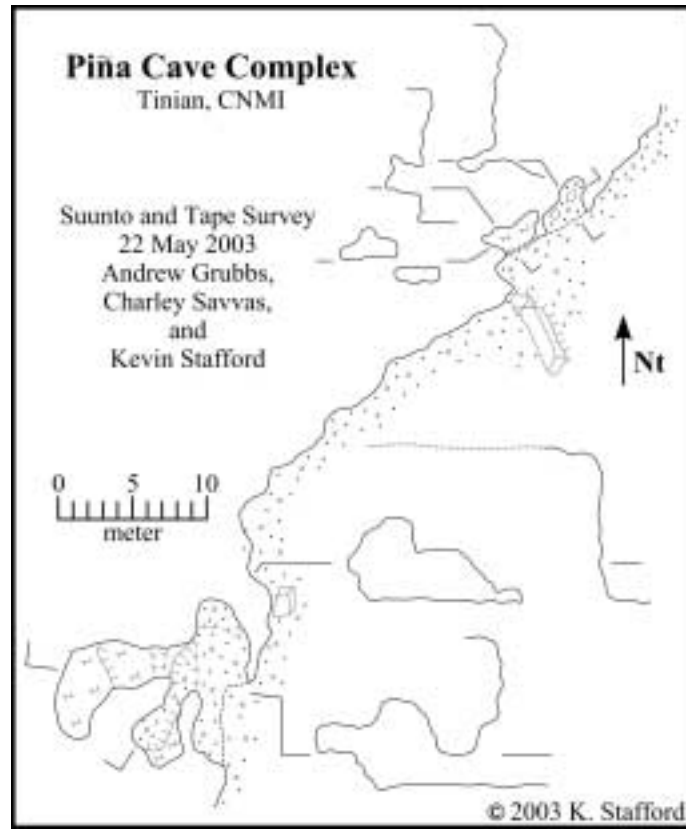 Piña Cave Complex
Tinian, CNMI
Suunto and Tape Survey
22 May 2003
Andrew Grubbs,
Charley Savvas,
and
Kevin Stafford
Nt
0 5 10
meter
© 2003 K. Stafford